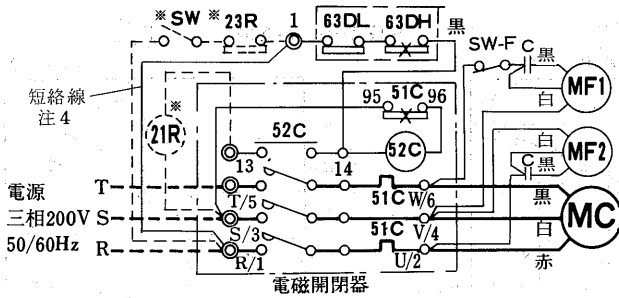 ※ SW ※ 23R 1 63DL 63DH 黒
SW-F C 黒
MF1
白
短絡線
注4
※
21R
95 51C 96
52C
13 14 52C
白
MF2
C 黒
電源
三相200V
50/60Hz
T T/5 51C W/6 黒
S S/3 V/4 白 MC
R R/1 51C U/2 赤
電磁開閉器